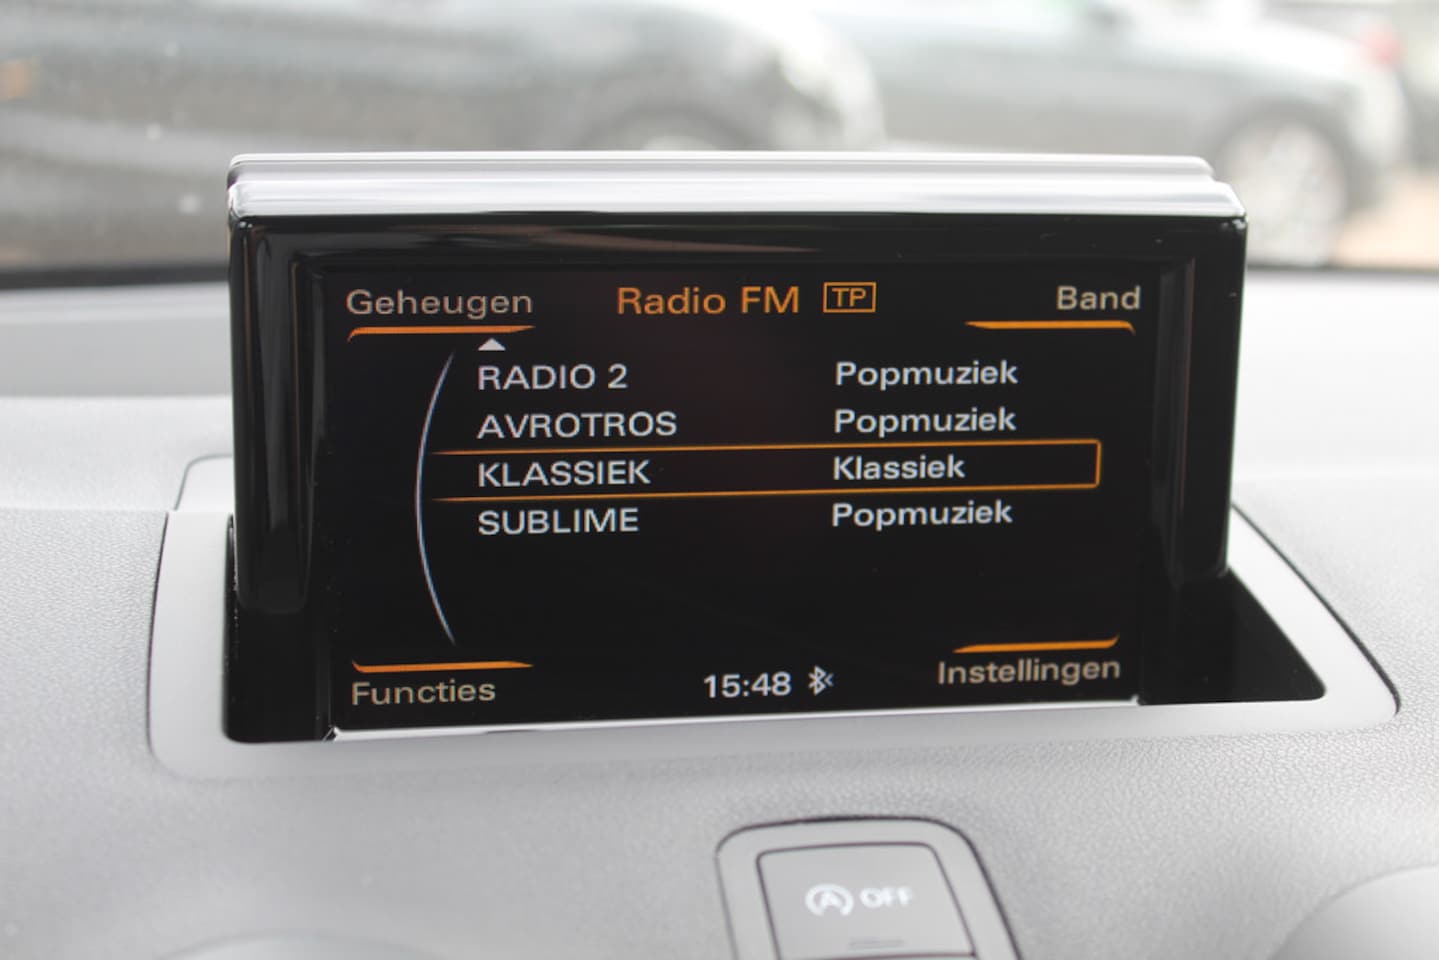 Geheugen Radio FM TP Band
RADIO 2 Popmuziek
AVROTROS Popmuziek
KLASSIEK Klassiek
SUBLIME Popmuziek
Functies 15:48 Instellingen
A OFF